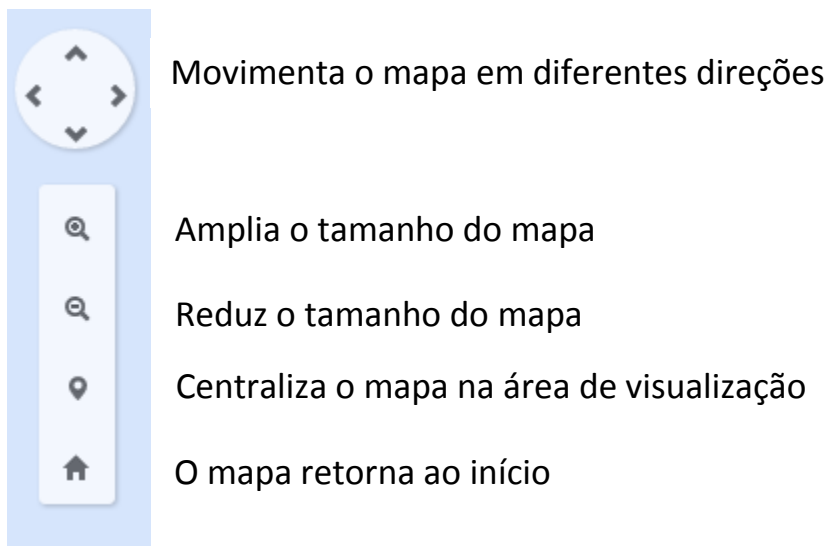 Movimenta o mapa em diferentes direções
Amplia o tamanho do mapa
Reduz o tamanho do mapa
Centraliza o mapa na área de visualização
O mapa retorna ao início